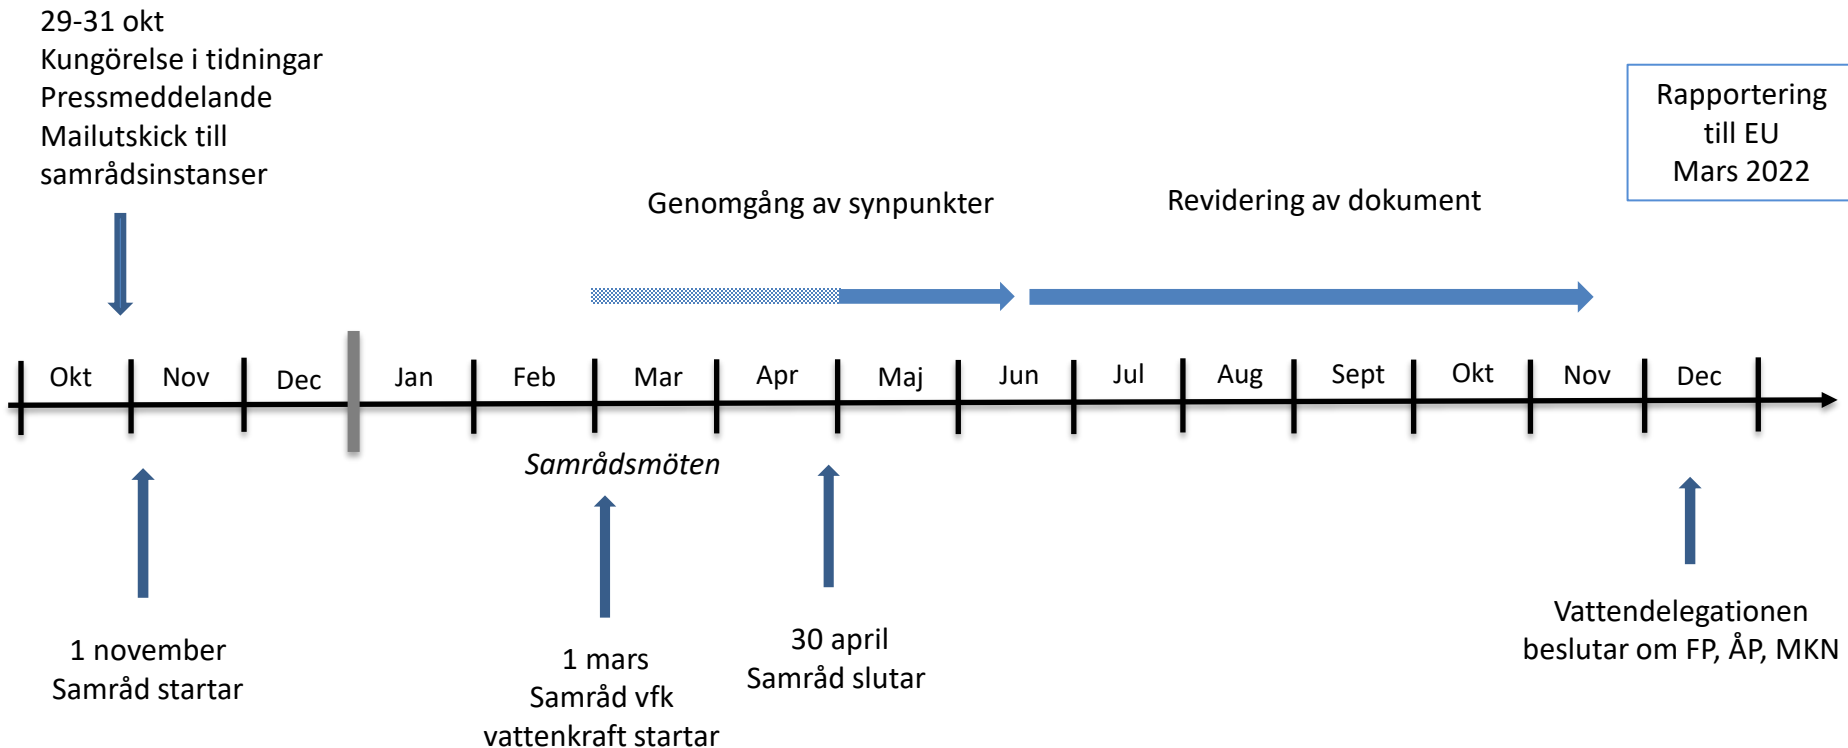 29-31 okt
Kungörelse i tidningar
Pressmeddelande
Mailutskick till
samrådsinstanser
Rapportering
till EU
Mars 2022
Genomgång av synpunkter
Revidering av dokument
Okt
Nov
Dec
Jan
Feb
Mar
Apr
Maj
Jun
Jul
Aug
Sept
Okt
Nov
Dec
Samrådsmöten
1 november
Samråd startar
1 mars
Samråd vfk
vattenkraft startar
30 april
Samråd slutar
Vattendelegationen
beslutar om FP, ÅP, MKN